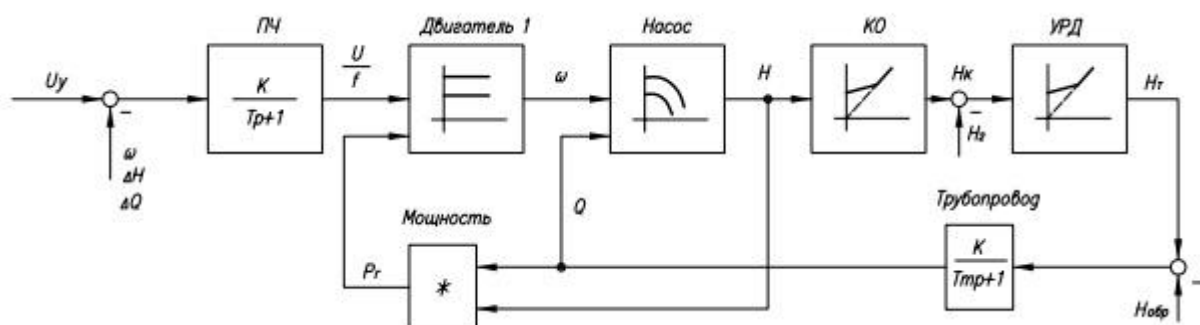 ПЧ
Двигатель 1
Насос
КО
УРД
Uу
K
Tp+1
U
f
ω
H
Hк
Hг
Hт
ω
ΔH
ΔQ
Q
Мощность
Pг
*
Трубопровод
K
Tтр+1
Hобр